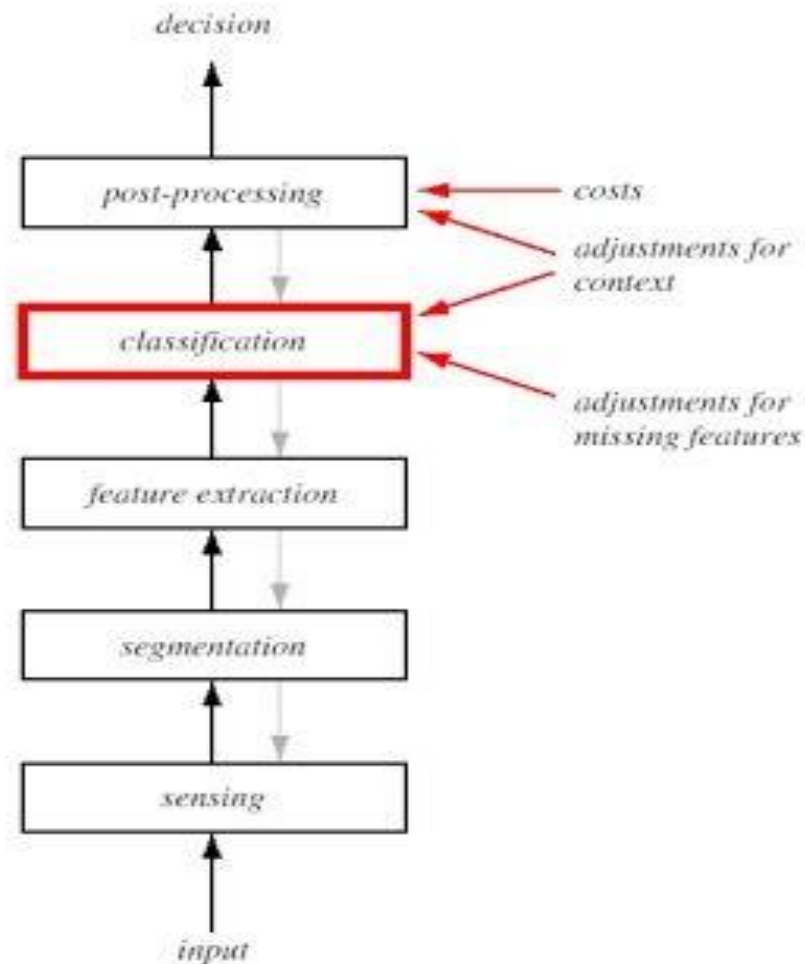 decision
post-processing
costs
adjustments for
context
classification
adjustments for
missing features
feature extraction
segmentation
sensing
input